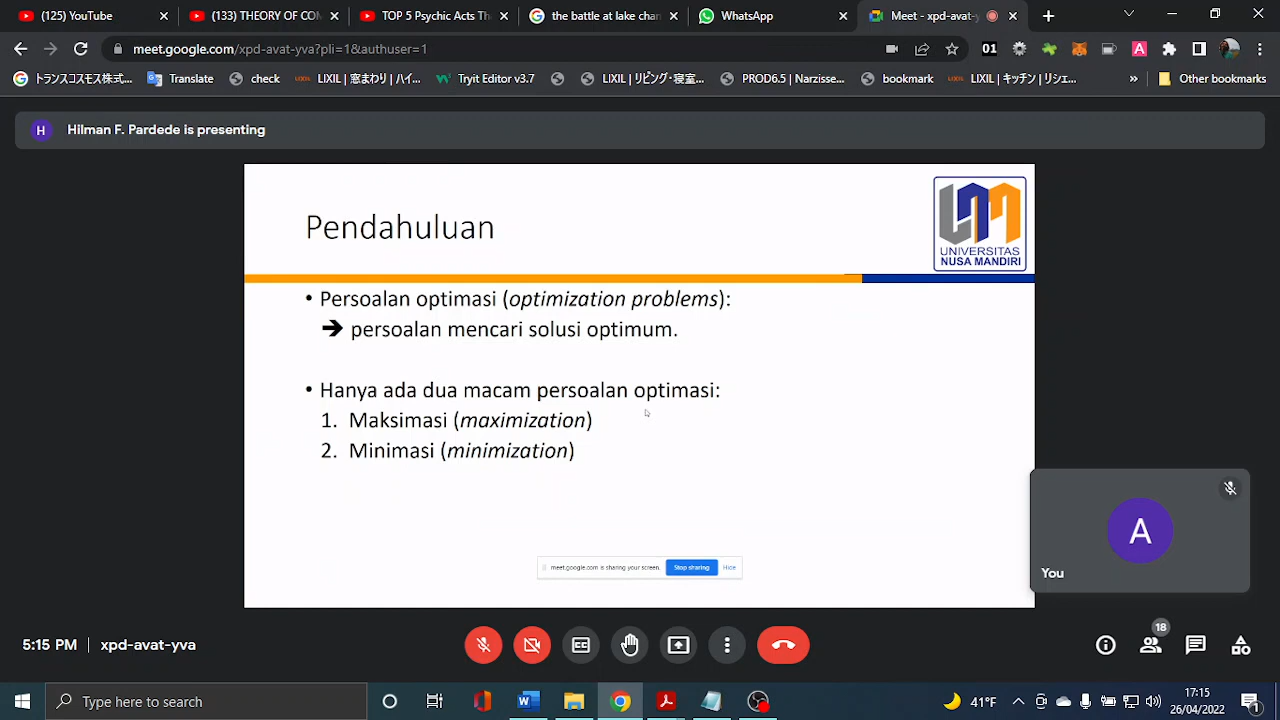 (125) YouTube
(133) THEORY OF CON
TOP 5 Psych Facts Th
the battle at lake chan
WhatsApp
Meet - xpd-avat-y
meet.google.com/xpd-avat-yva?pli=1&authuser=1
01
A
トランスコスモス株式...
Translate
check
LIXIL | 窓まわり | ハイ...
Tryit Editor v3.7
LIXIL | リビング・寝室...
PROD6.5 | Narzisse...
bookmark
LIXIL | キッチン | リシェ...
»
Other bookmarks
H
Hilman F. Pardede is presenting
Pendahuluan
UNIVERSITAS
NUSA MANDIRI
• Persoalan optimasi (optimization problems):
➔ persoalan mencari solusi optimum.
• Hanya ada dua macam persoalan optimasi:
1. Maksimasi (maximization)
2. Minimasi (minimization)
meet.google.com is sharing your screen.
Stop sharing
Hide
A
You
5:15 PM | xpd-avat-yva
18
Type here to search
41°F
17:15
26/04/2022
1